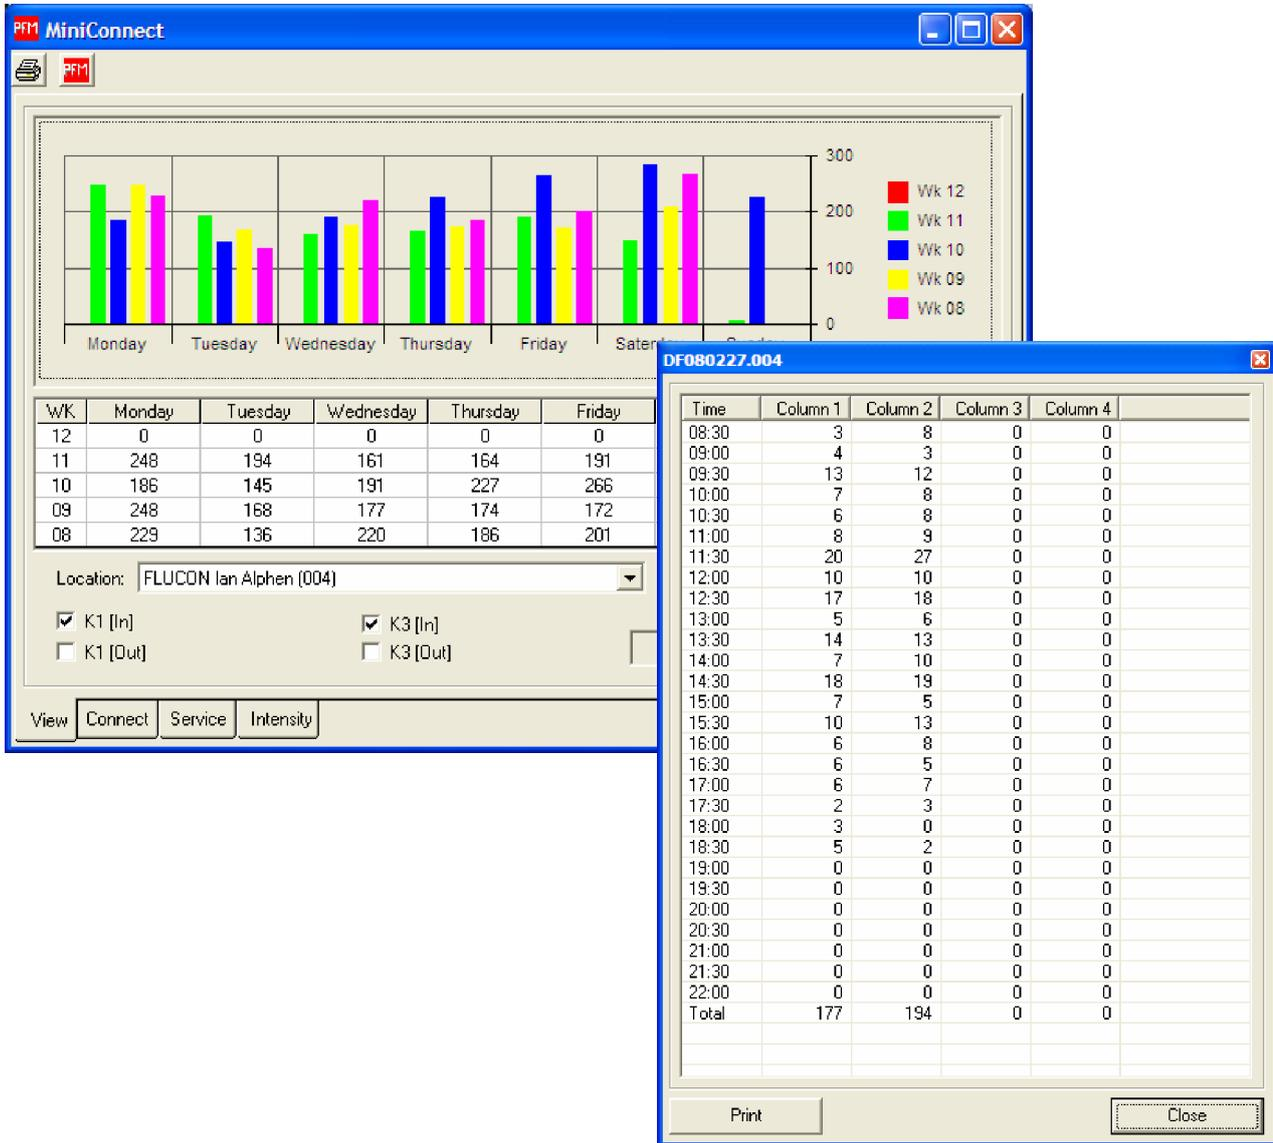 PFM MiniConnect
PFM
300
200
100
0
Wk 12
Wk 11
Wk 10
Wk 09
Wk 08
Monday Tuesday Wednesday Thursday Friday
WK Monday Tuesday Wednesday Thursday Friday
12 0 0 0 0 0
11 248 194 161 164 191
10 186 145 191 227 266
09 248 168 177 174 172
08 229 136 220 186 201
Location: FLUCON Ian Alphen (004)
K1 [In] K3 [In]
K1 [Out] K3 [Out]
View Connect Service Intensity
DF080227.004
Time Column 1 Column 2 Column 3 Column 4
08:30 3 8 0 0
09:00 4 3 0 0
09:30 13 12 0 0
10:00 7 8 0 0
10:30 6 8 0 0
11:00 8 9 0 0
11:30 20 27 0 0
12:00 10 10 0 0
12:30 17 18 0 0
13:00 5 6 0 0
13:30 14 13 0 0
14:00 7 10 0 0
14:30 18 19 0 0
15:00 7 5 0 0
15:30 10 13 0 0
16:00 6 8 0 0
16:30 6 5 0 0
17:00 6 7 0 0
17:30 2 3 0 0
18:00 3 0 0 0
18:30 5 2 0 0
19:00 0 0 0 0
19:30 0 0 0 0
20:00 0 0 0 0
20:30 0 0 0 0
21:00 0 0 0 0
21:30 0 0 0 0
22:00 0 0 0 0
Total 177 194 0 0
Print Close